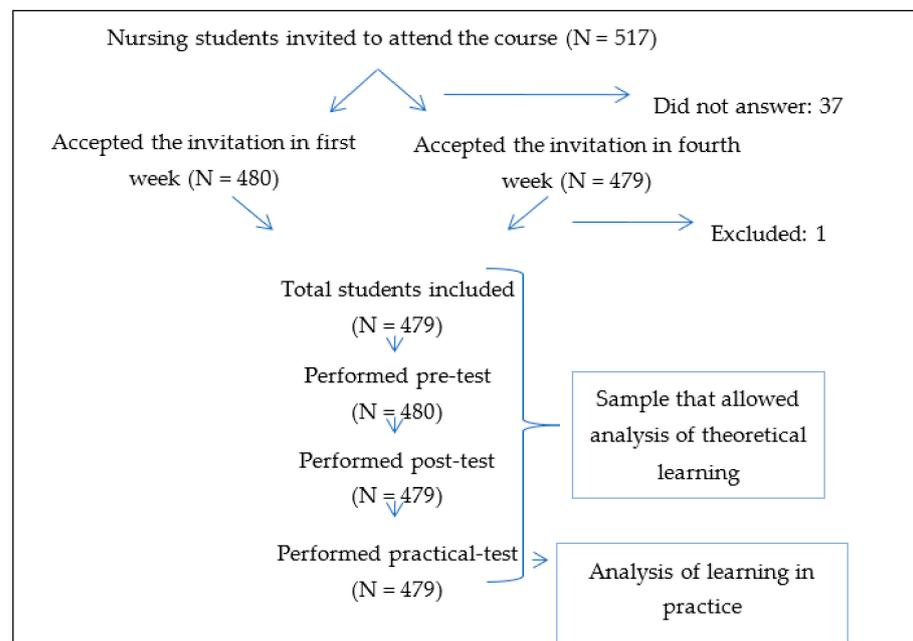 Nursing students invited to attend the course (N = 517)
Did not answer: 37
Accepted the invitation in first
week (N = 480)
Accepted the invitation in fourth
week (N = 479)
Excluded: 1
Total students included
(N = 479)
Performed pre-test
(N = 480)
Performed post-test
(N = 479)
Performed practical-test
(N = 479)
Sample that allowed
analysis of theoretical
learning
Analysis of learning in
practice